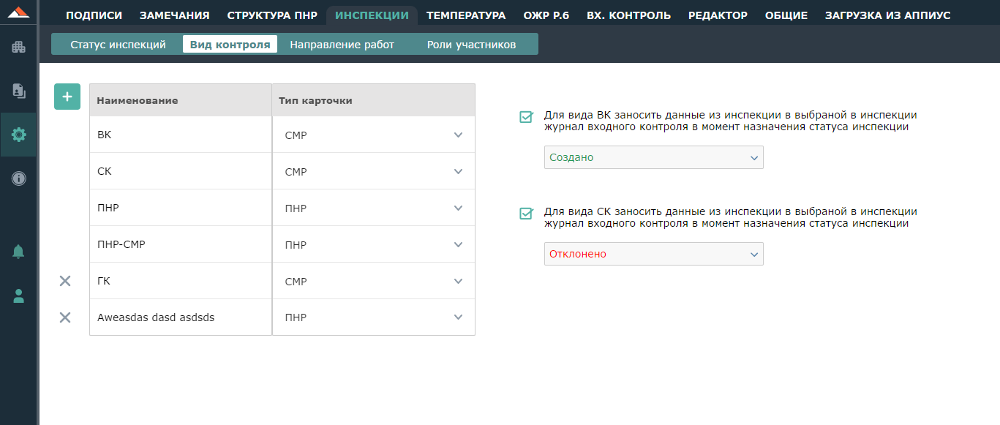 ПОДПИСИ ЗАМЕЧАНИЯ СТРУКТУРА ПНР ИНСПЕКЦИИ ТЕМПЕРАТУРА ОЖР Р.6 ВХ. КОНТРОЛЬ РЕДАКТОР ОБЩИЕ ЗАГРУЗКА ИЗ АППИУС
Статус инспекций Вид контроля Направление работ Роли участников
Наименование Тип карточки
ВК СМР
СК СМР
ПНР ПНР
ПНР-СМР ПНР
ГК СМР
Aweasdas dasd asdsds ПНР
Для вида ВК заносить данные из инспекции в выбраной в инспекции
журнал входного контроля в момент назначения статуса инспекции
Создано
Для вида СК заносить данные из инспекции в выбраной в инспекции
журнал входного контроля в момент назначения статуса инспекции
Отклонено